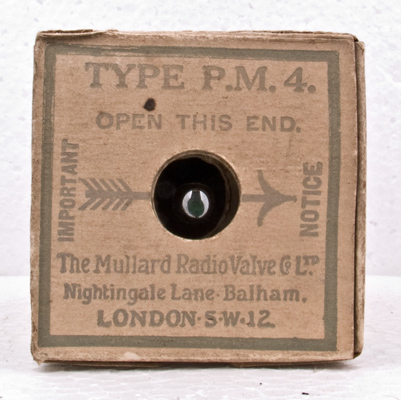 TYPE P.M.4.
OPEN THIS END.
IMPORTANT
NOTICE
The Mullard Radio Valve Co LTD
Nightingale Lane·Balham.
LONDON·S·W·12.